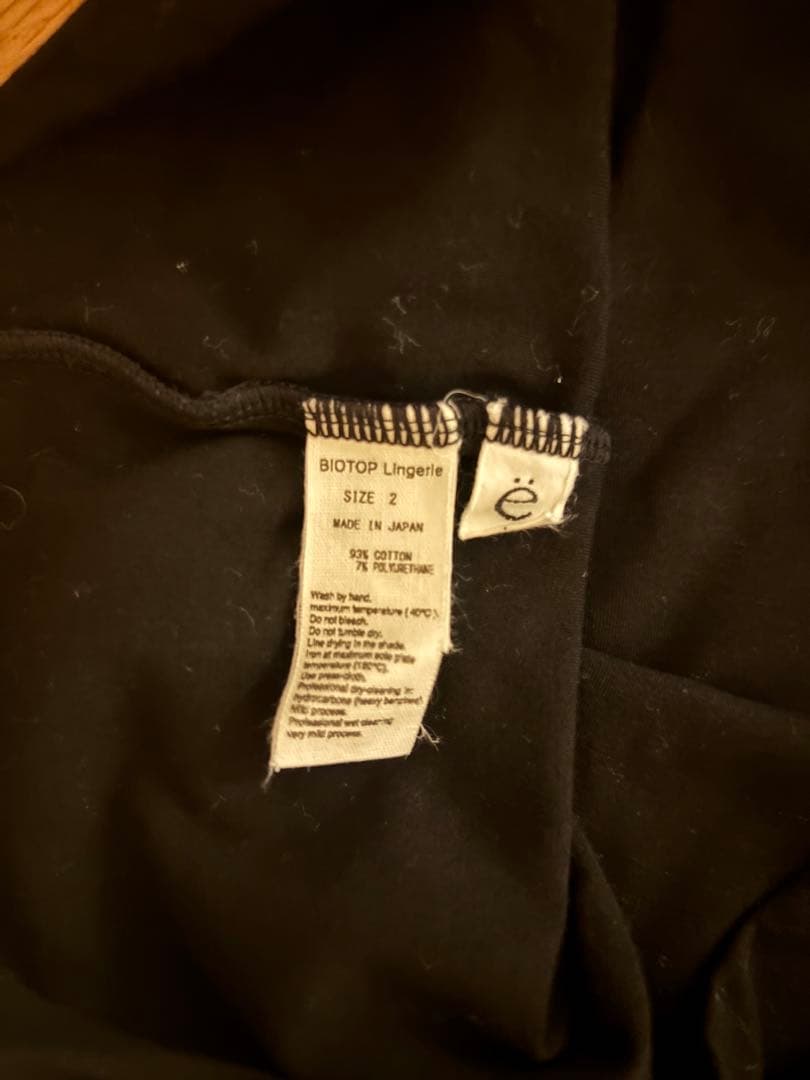 BIOTOP Lingerie
SIZE 2
MADE IN JAPAN
93% COTTON
7% POLYURETHANE
Wash by hand.
maximum temperature (40°C).
Do not bleach.
Do not tumble dry.
Line drying in the shade.
Iron at maximum sole plate
temperature (150°C).
Use press-cloth.
Professional dry-cleaning in
hydrocarbons (heavy benzines)
Mild process.
Professional wet cleaning
Very mild process.
ë